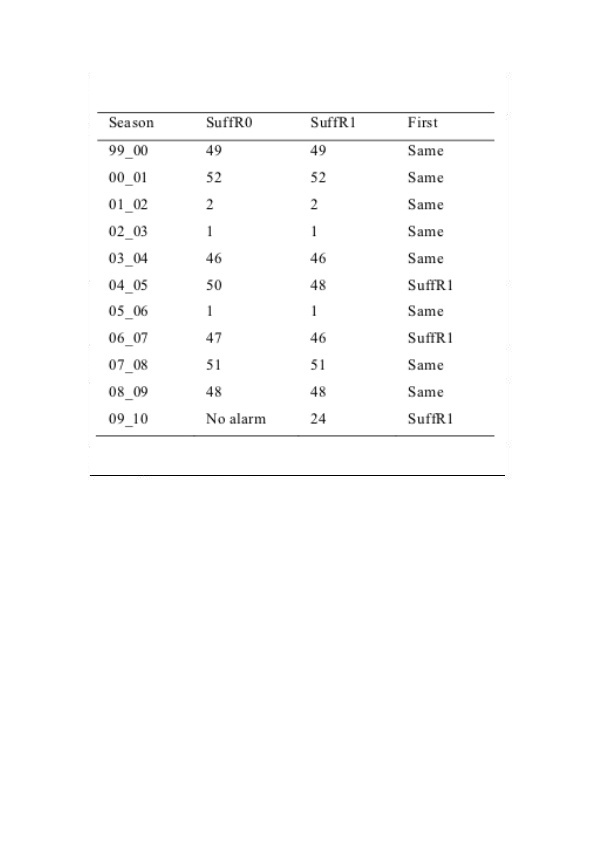 Season SuffR0 SuffR1 First
99_00 49 49 Same
00_01 52 52 Same
01_02 2 2 Same
02_03 1 1 Same
03_04 46 46 Same
04_05 50 48 SuffR1
05_06 1 1 Same
06_07 47 46 SuffR1
07_08 51 51 Same
08_09 48 48 Same
09_10 No alarm 24 SuffR1